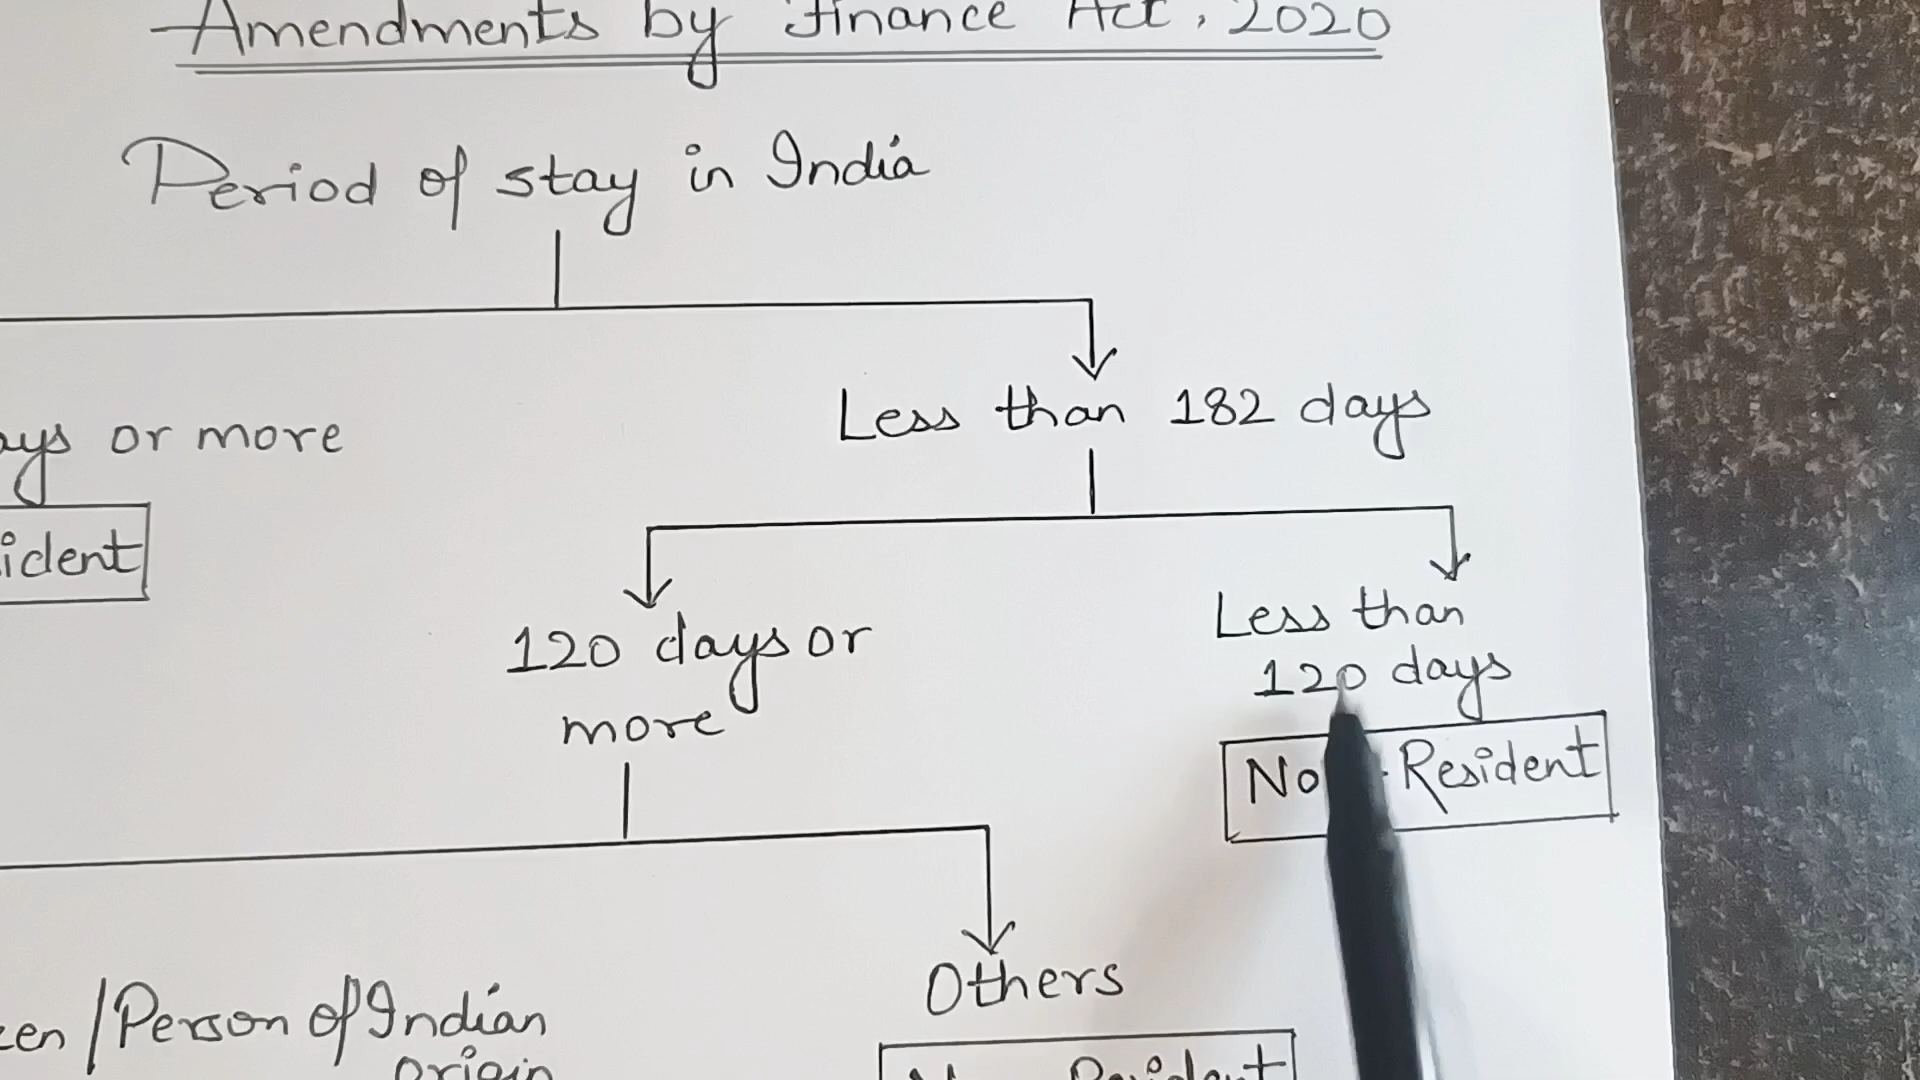 Amendments by Finance Act, 2020
Period of stay in India
or more
Less than 182 days
120 days or
more
Less than
120 days
Resident
Others
/Person of Indian
origin